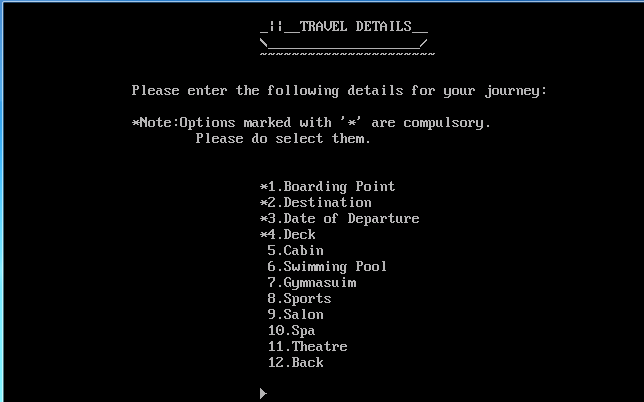 _||__TRAVEL DETAILS__
\___________________/
~~~~~~~~~~~~~~~~~~~~~~
Please enter the following details for your journey:
*Note:Options marked with '*' are compulsory.
Please do select them.
*1.Boarding Point
*2.Destination
*3.Date of Departure
*4.Deck
5.Cabin
6.Swimming Pool
7.Gymnasuim
8.Sports
9.Salon
10.Spa
11.Theatre
12.Back